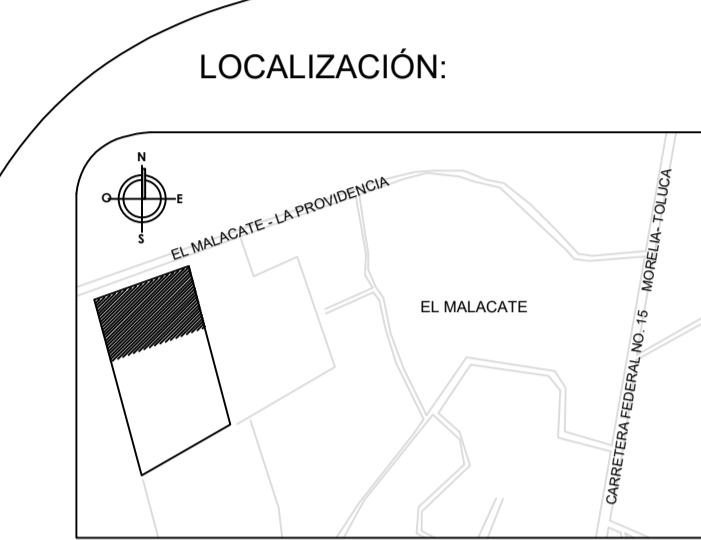 LOCALIZACIÓN:
N
O
E
S
EL MALACATE - LA PROVIDENCIA
EL MALACATE
CARRETERA FEDERAL NO. 15 MORELIA- TOLUCA